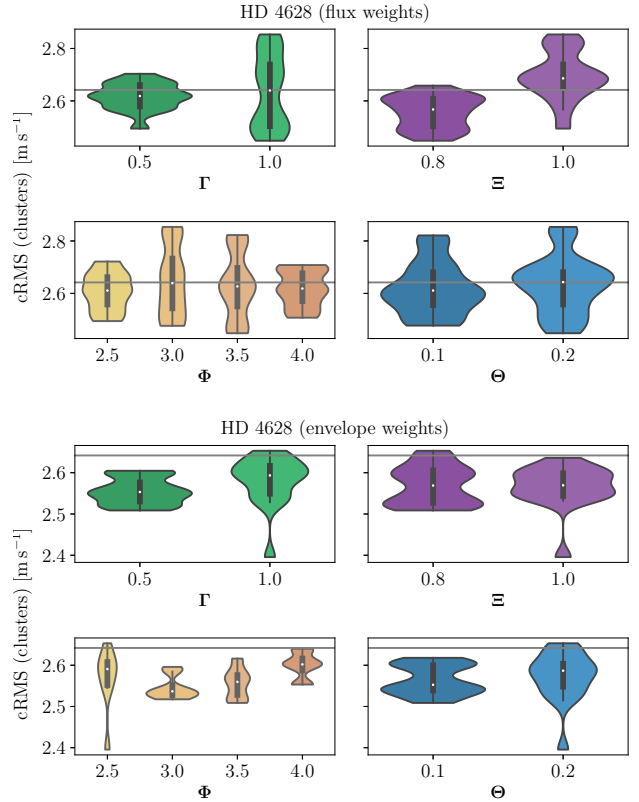 HD 4628 (flux weights)
cRMS (clusters) [m s⁻¹]
2.8
2.6
0.5 1.0
Γ
0.8 1.0
Ξ
2.8
2.6
2.5 3.0 3.5 4.0
Φ
0.1 0.2
Θ
HD 4628 (envelope weights)
cRMS (clusters) [m s⁻¹]
2.6
2.5
2.4
0.5 1.0
Γ
0.8 1.0
Ξ
2.6
2.5
2.4
2.5 3.0 3.5 4.0
Φ
0.1 0.2
Θ